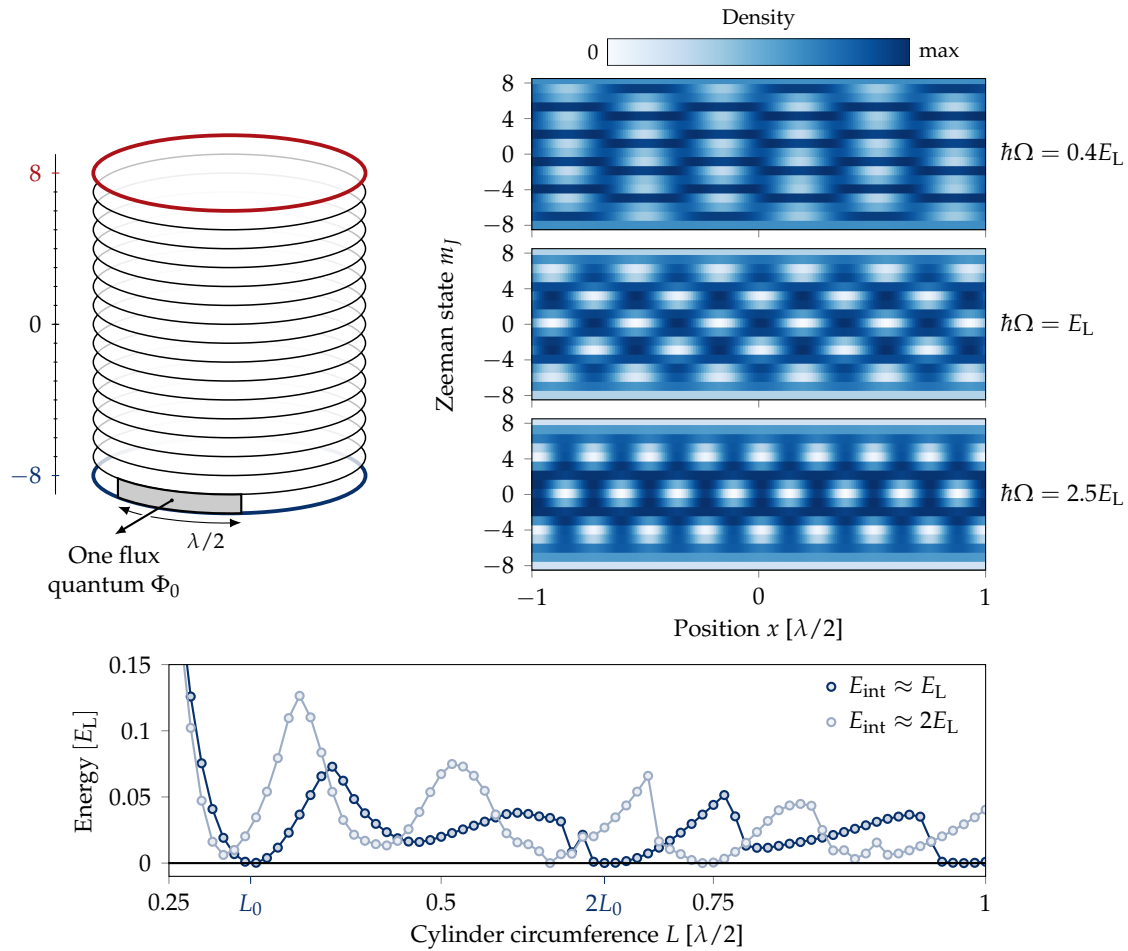 Density
0
max
8
0
−8
λ/2
One flux
quantum Φ₀
Zeeman state m_J
8
4
0
−4
−8
ħΩ = 0.4E_L
8
4
0
−4
−8
ħΩ = E_L
8
4
0
−4
−8
ħΩ = 2.5E_L
−1
0
1
Position x [λ/2]
Energy [E_L]
0.15
0.1
0.05
0
E_int ≈ E_L
E_int ≈ 2E_L
0.25
L₀
0.5
2L₀
0.75
1
Cylinder circumference L [λ/2]